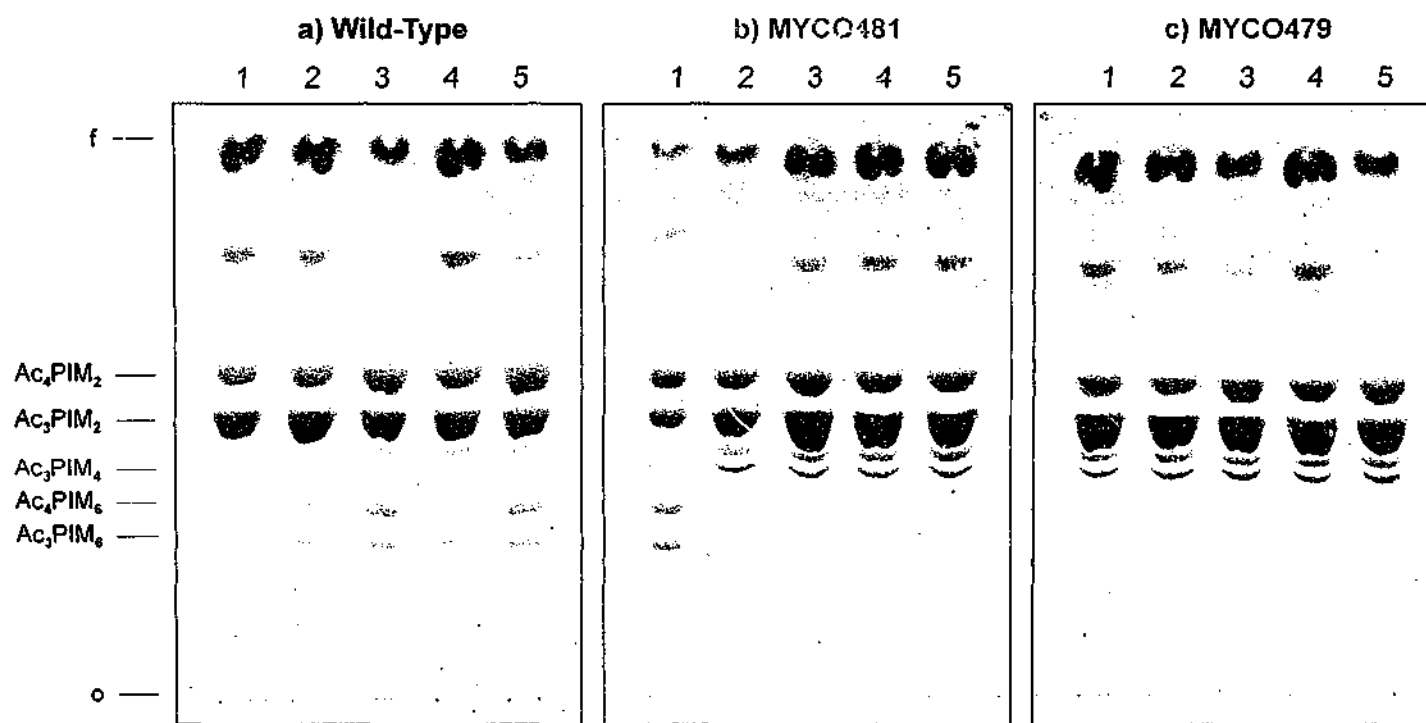 a) Wild-Type b) MYCO481 c) MYCO479
1 2 3 4 5 1 2 3 4 5 1 2 3 4 5
f
Ac₄PIM₂
Ac₃PIM₂
Ac₃PIM₄
Ac₄PIM₆
Ac₃PIM₆
o